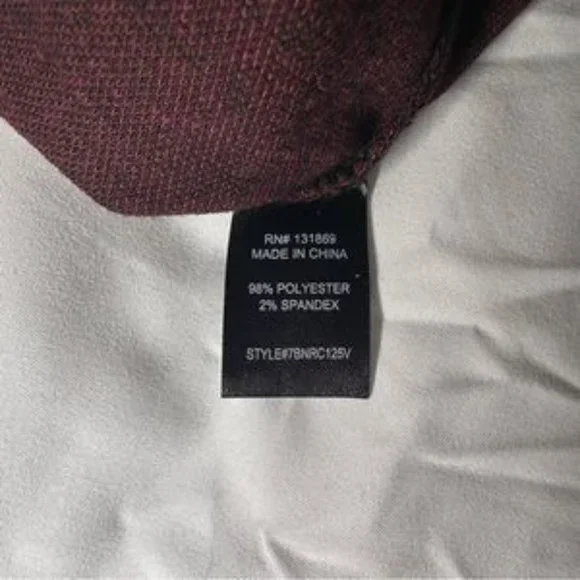 RN# 131869
MADE IN CHINA
98% POLYESTER
2% SPANDEX
STYLE#7BNRC125V